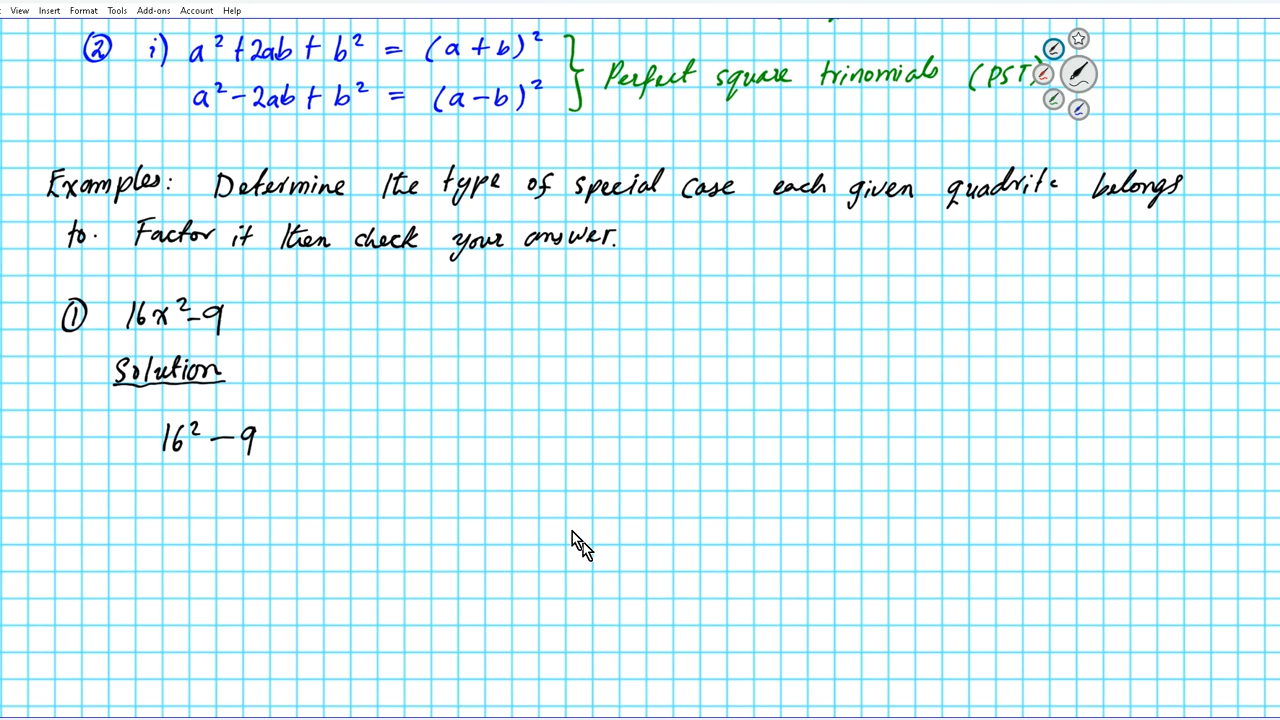 View Insert Format Tools Add-ons Account Help
② i) a² + 2ab + b² = (a + b)²
a² - 2ab + b² = (a - b)²
} Perfect square trinomials (PST)
Examples: Determine the type of special case each given quadritc belongs
to. Factor it then check your answer.
① 16x² - 9
Solution
16² - 9